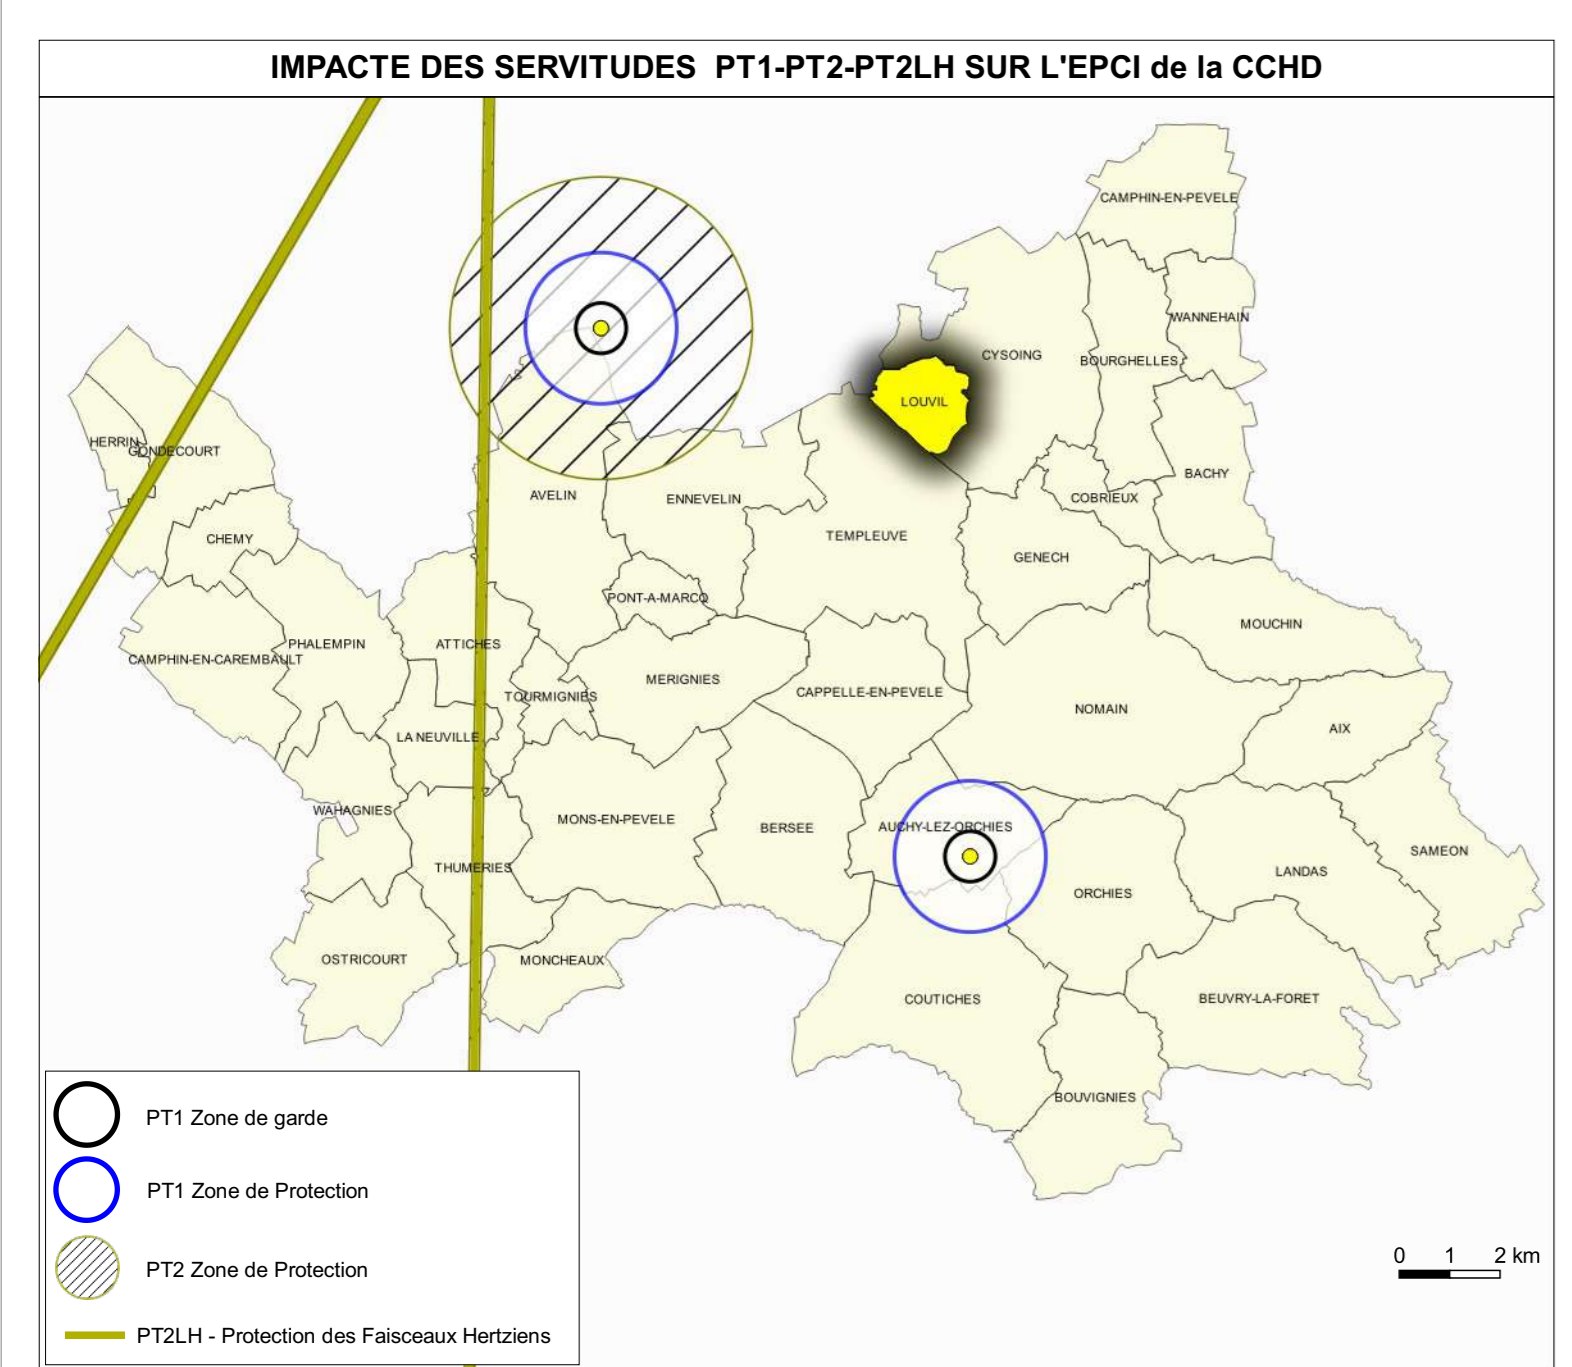 IMPACTE DES SERVITUDES PT1-PT2-PT2LH SUR L'EPCI de la CCHD
CAMPHIN-EN-PEVELE
WANNEHAIN
CYSOING
BOURGHELLES
LOUVIL
HERRIN
GONDECOURT
BACHY
AVELIN
ENNEVELIN
COBRIEUX
CHEMY
TEMPLEUVE
GENECH
PONT-A-MARCQ
MOUCHIN
PHALEMPIN
ATTICHES
CAMPHIN-EN-CAREMBAULT
MERIGNIES
TOURMIGNIES
CAPPELLE-EN-PEVELE
NOMAIN
AIX
LA NEUVILLE
WAHAGNIES
MONS-EN-PEVELE
BERSEE
AUCHY-LEZ-ORCHIES
SAMEON
THUMERIES
LANDAS
ORCHIES
OSTRICOURT
MONCHEAUX
COUTICHES
BEUVRY-LA-FORET
BOUVIGNIES
PT1 Zone de garde
PT1 Zone de Protection
PT2 Zone de Protection
PT2LH - Protection des Faisceaux Hertziens
0 1 2 km